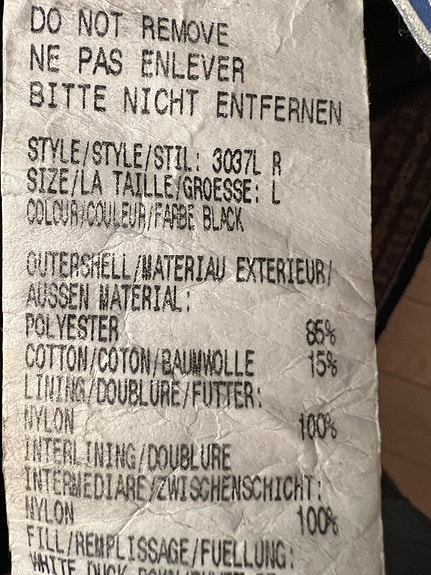 DO NOT REMOVE
NE PAS ENLEVER
BITTE NICHT ENTFERNEN
STYLE/STYLE/STIL: 3037L R
SIZE/LA TAILLE/GROESSE: L
COLOUR/COULEUR/FARBE BLACK
OUTERSHELL/MATERIAU EXTERIEUR/
AUSSEN MATERIAL:
POLYESTER 85%
COTTON/COTON/BAUMWOLLE 15%
LINING/DOUBLURE/FUTTER:
NYLON 100%
INTERLINING/DOUBLURE
INTERMEDIARE/ZWISCHENSCHICHT:
NYLON 100%
FILL/REMPLISSAGE/FUELLUNG:
WHITE DUCK